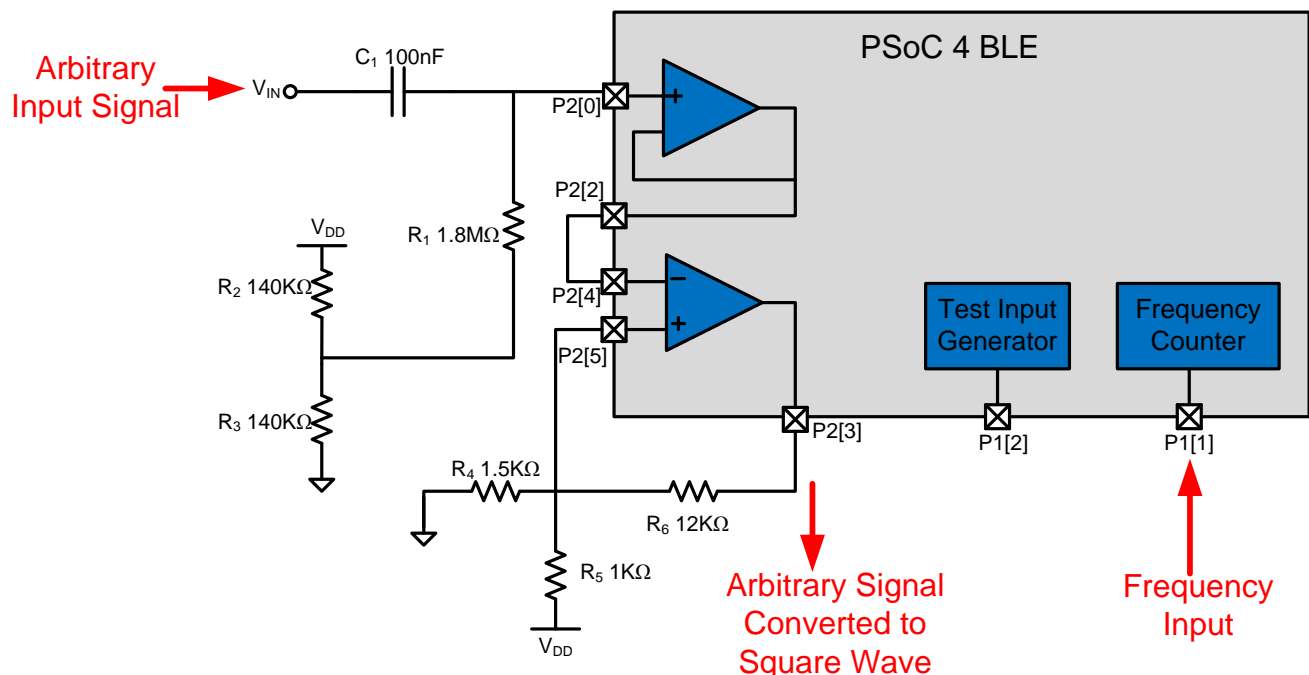 PSoC 4 BLE
C1 100nF
Arbitrary
Input Signal
VIN
P2[0]
+
P2[2]
VDD
R1 1.8MΩ
R2 140KΩ
P2[4]
−
P2[5]
+
Test Input
Generator
Frequency
Counter
R3 140KΩ
P2[3]
P1[2]
P1[1]
R4 1.5KΩ
R6 12KΩ
R5 1KΩ
VDD
Arbitrary Signal
Converted to
Square Wave
Frequency
Input